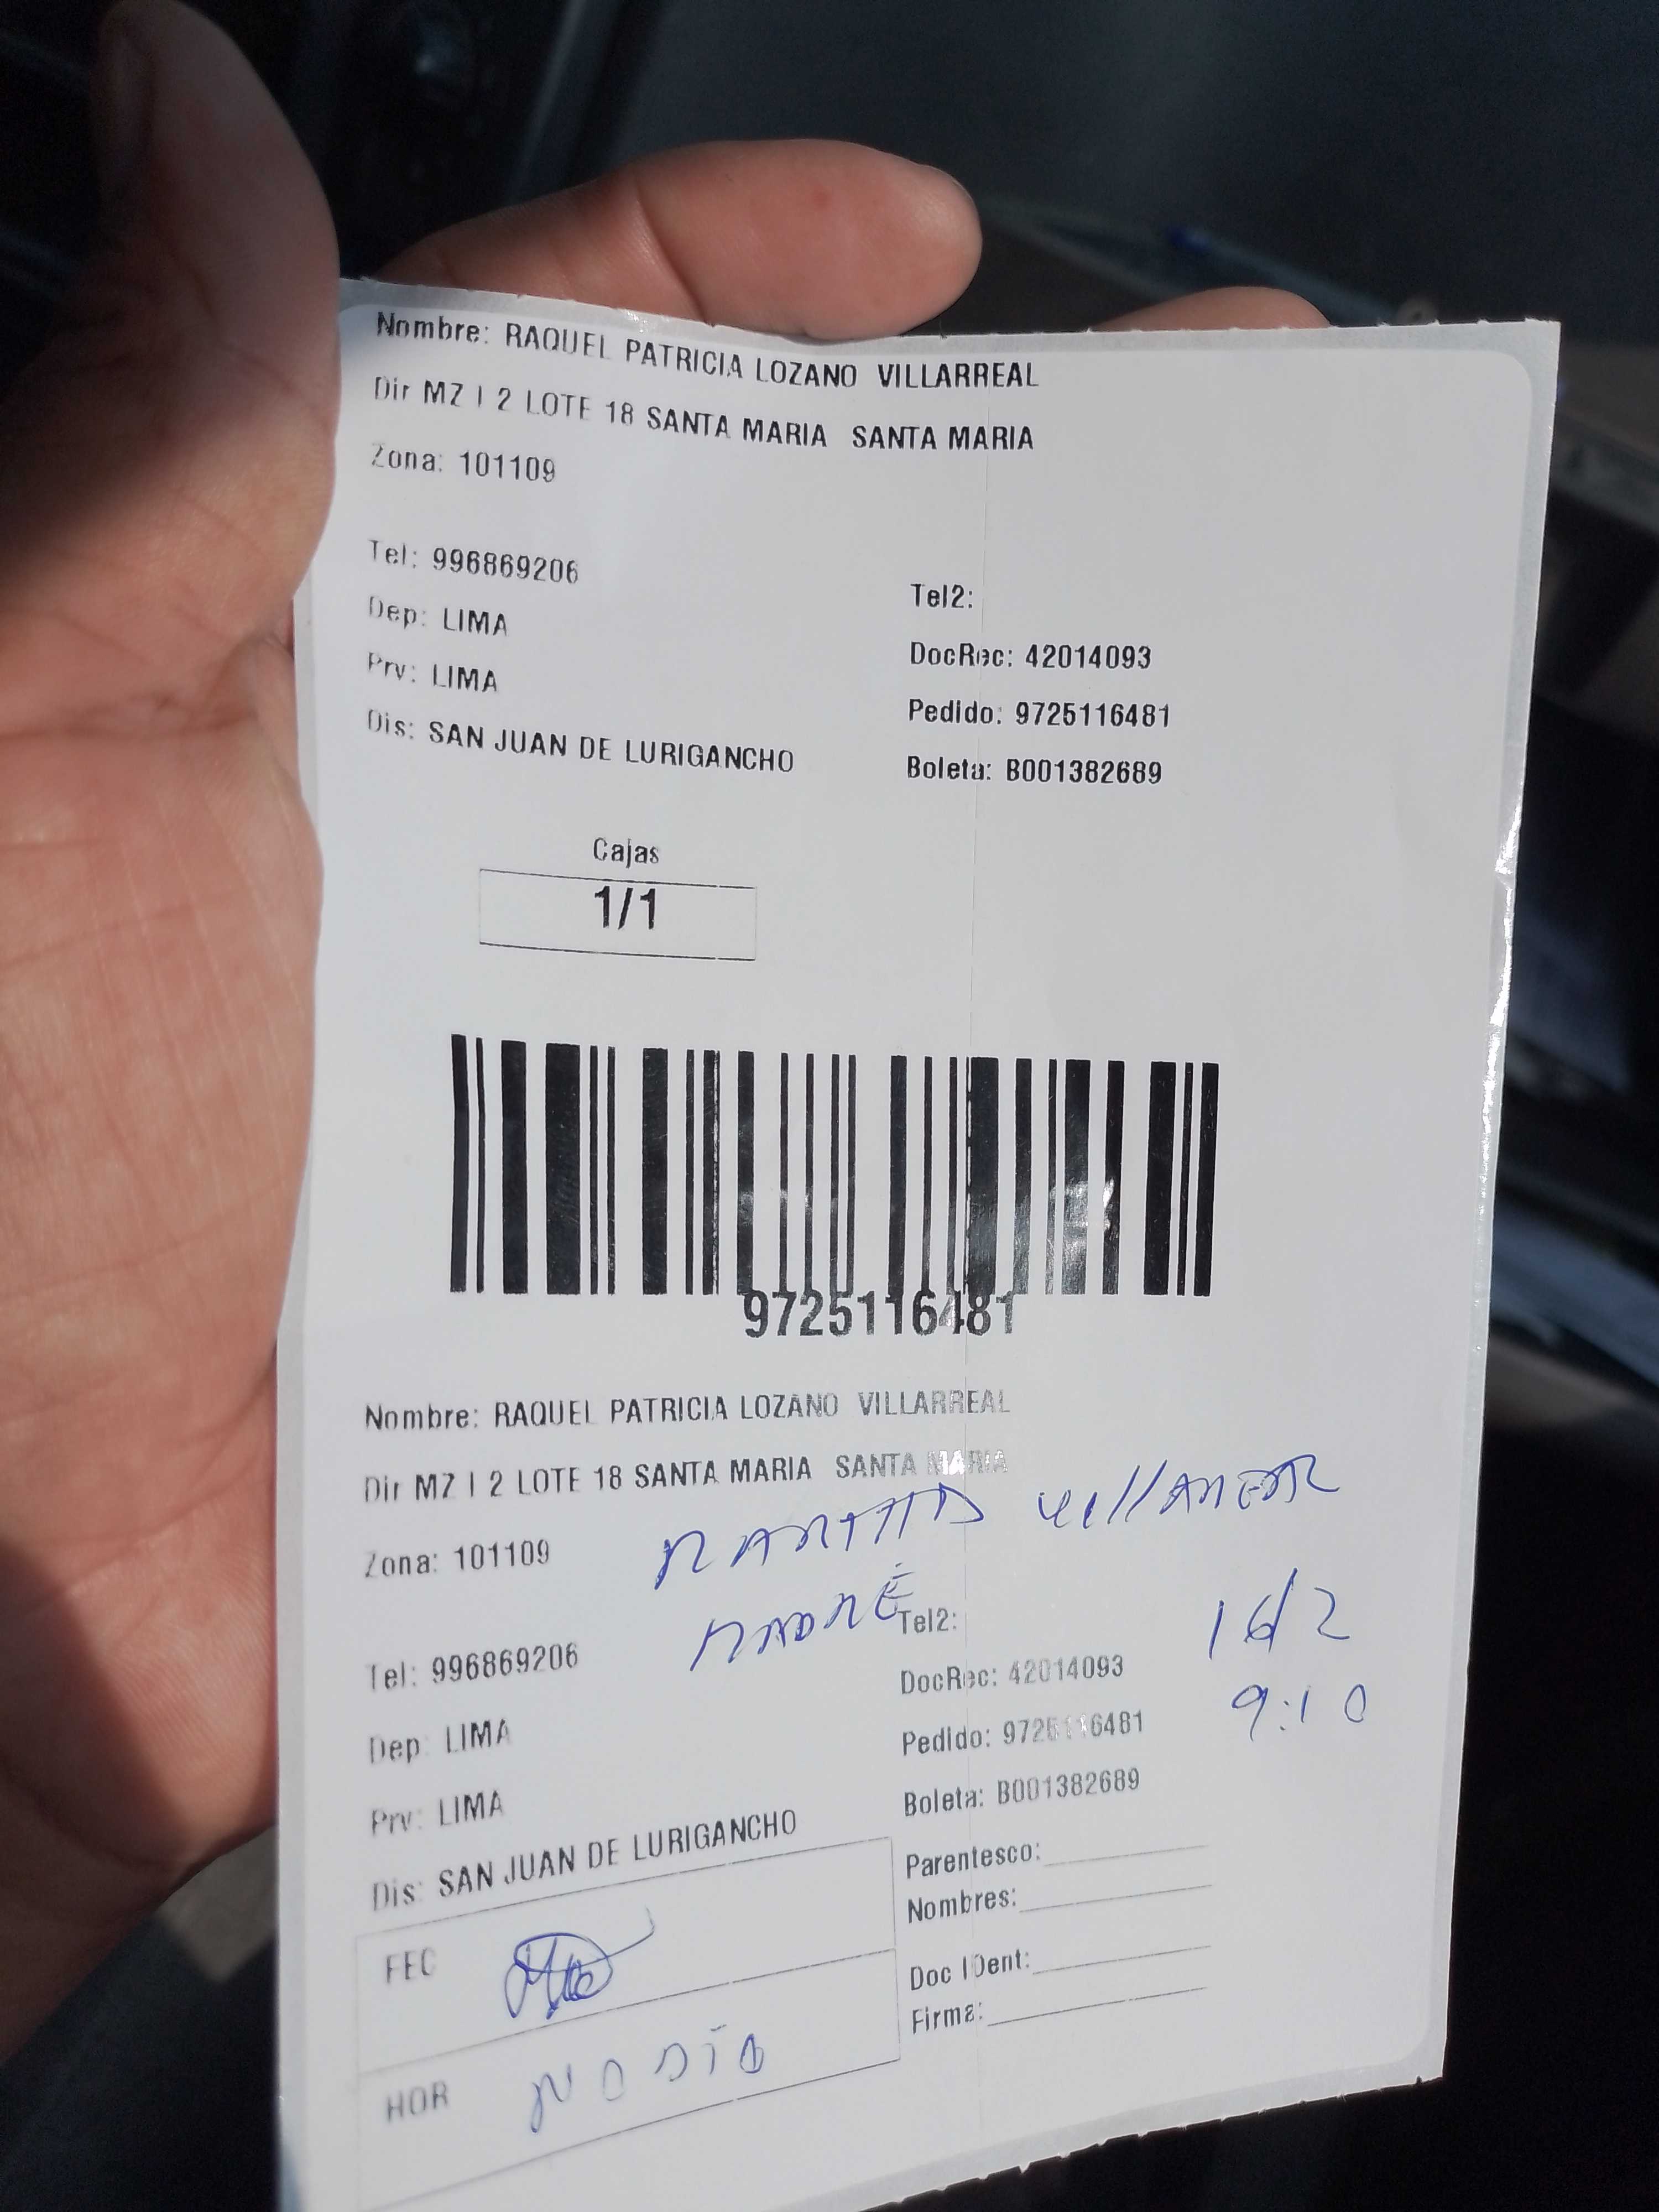 Nombre: RAQUEL PATRICIA LOZANO VILLARREAL
Dir MZ I 2 LOTE 18 SANTA MARIA SANTA MARIA
Zona: 101109
Tel: 996869206
Tel2:
Dep: LIMA
DocRec: 42014093
Prv: LIMA
Pedido: 9725116481
Dis: SAN JUAN DE LURIGANCHO
Boleta: B001382689
Cajas
1/1
9725116481
Nombre: RAQUEL PATRICIA LOZANO VILLARREAL
Dir MZ I 2 LOTE 18 SANTA MARIA SANTA MARIA
Zona: 101109
MADRE
Tel2:
16/2
Tel: 996869206
DocRec: 42014093
9:10
Dep: LIMA
Pedido: 9725116481
Prv: LIMA
Boleta: B001382689
Dis: SAN JUAN DE LURIGANCHO
Parentesco:
Nombres:
FEC
Doc IDent:
Firma:
HOR NO DIO